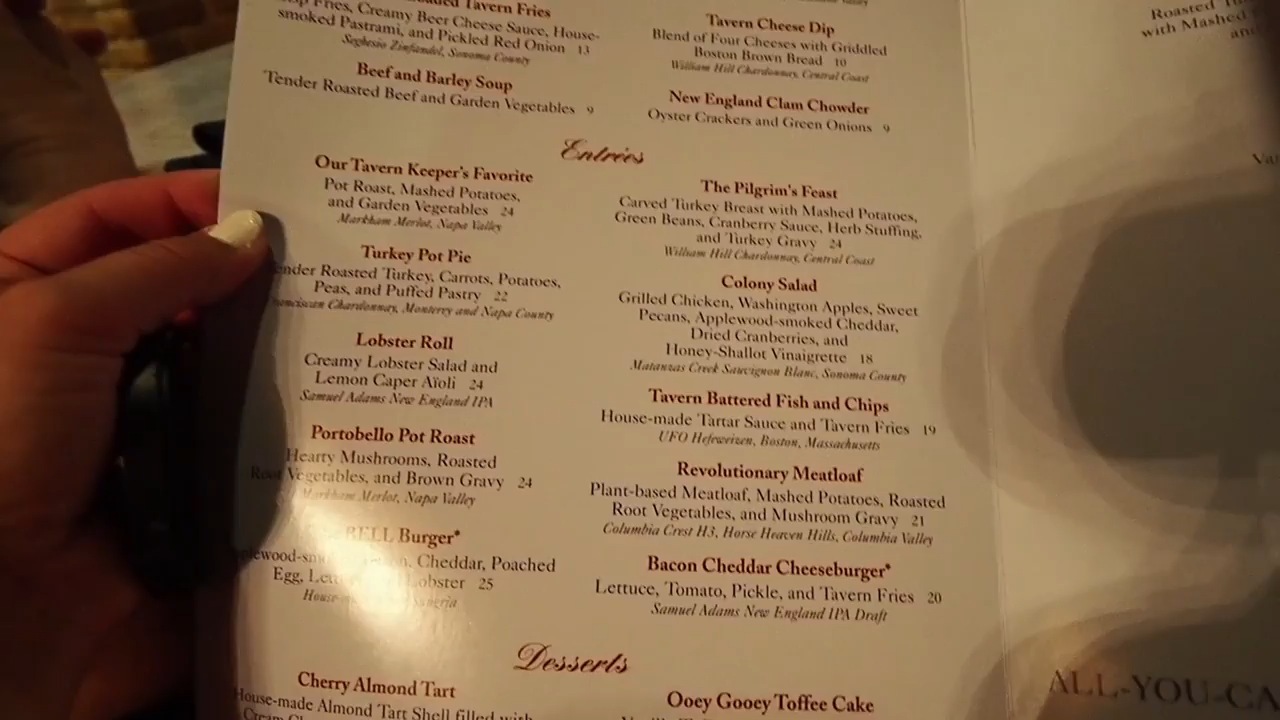 Tavern Fries
Fries, Creamy Beer Cheese Sauce, House-
smoked Pastrami, and Pickled Red Onion 13
Seghesio Zinfandel, Sonoma County
Beef and Barley Soup
Tender Roasted Beef and Garden Vegetables 9
Tavern Cheese Dip
Blend of Four Cheeses with Griddled
Boston Brown Bread 10
William Hill Chardonnay, Central Coast
New England Clam Chowder
Oyster Crackers and Green Onions 9
Entrées
Our Tavern Keeper's Favorite
Pot Roast, Mashed Potatoes,
and Garden Vegetables 24
Markham Merlot, Napa Valley
Turkey Pot Pie
Tender Roasted Turkey, Carrots, Potatoes,
Peas, and Puffed Pastry 22
Franciscan Chardonnay, Monterey and Napa County
Lobster Roll
Creamy Lobster Salad and
Lemon Caper Aïoli 24
Samuel Adams New England IPA
Portobello Pot Roast
Hearty Mushrooms, Roasted
Root Vegetables, and Brown Gravy 24
Markham Merlot, Napa Valley
BELL Burger*
Cheddar, Poached
Egg, Lobster 25
Sangria
The Pilgrim's Feast
Carved Turkey Breast with Mashed Potatoes,
Green Beans, Cranberry Sauce, Herb Stuffing,
and Turkey Gravy 24
William Hill Chardonnay, Central Coast
Colony Salad
Grilled Chicken, Washington Apples, Sweet
Pecans, Applewood-smoked Cheddar,
Dried Cranberries, and
Honey-Shallot Vinaigrette 18
Matanzas Creek Sauvignon Blanc, Sonoma County
Tavern Battered Fish and Chips
House-made Tartar Sauce and Tavern Fries 19
UFO Hefeweizen, Boston, Massachusetts
Revolutionary Meatloaf
Plant-based Meatloaf, Mashed Potatoes, Roasted
Root Vegetables, and Mushroom Gravy 21
Columbia Crest H3, Horse Heaven Hills, Columbia Valley
Bacon Cheddar Cheeseburger*
Lettuce, Tomato, Pickle, and Tavern Fries 20
Samuel Adams New England IPA Draft
Desserts
Cherry Almond Tart
House-made Almond Tart Shell filled with
Cream
Ooey Gooey Toffee Cake
Roasted
with Mashed
ALL-YOU-CA